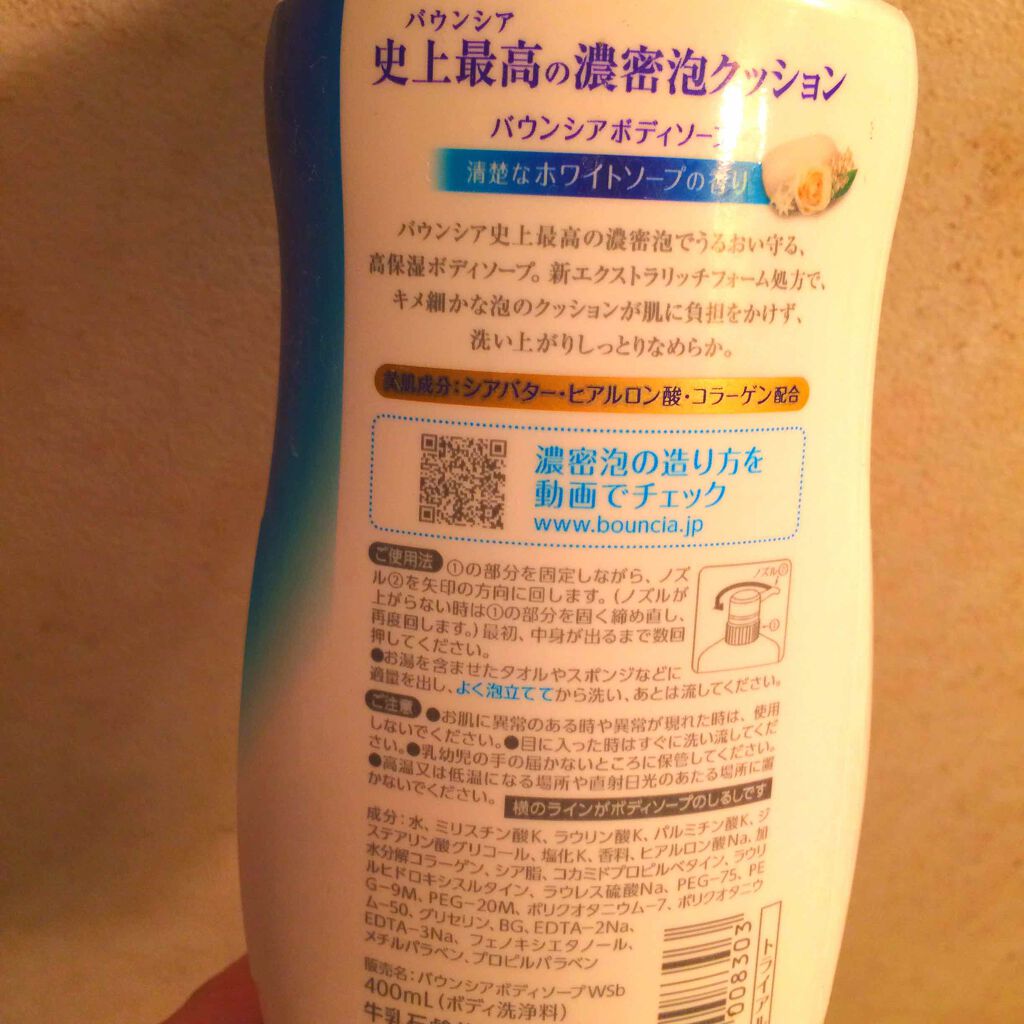 バウンシア
史上最高の濃密泡クッション
バウンシアボディソープ
清楚なホワイトソープの香り
バウンシア史上最高の濃密泡でうるおい守る、
高保湿ボディソープ。新エクストラリッチフォーム処方で、
キメ細かな泡のクッションが肌に負担をかけず、
洗い上がりしっとりなめらか。
美肌成分:シアバター・ヒアルロン酸・コラーゲン配合
濃密泡の造り方を
動画でチェック
www.bouncia.jp
ご使用法 ①の部分を固定しながら、ノズ
ル②を矢印の方向に回します。(ノズルが
上がらない時は①の部分を固く締め直し、
再度回します。)最初、中身が出るまで数回
押してください。
●お湯を含ませたタオルやスポンジなどに
適量を出し、よく泡立ててから洗い、あとは流してください。
ノズル②
①
ご注意 ●お肌に異常のある時や異常が現れた時は、使用
しないでください。●目に入った時はすぐに洗い流してくだ
さい。●乳幼児の手の届かないところに保管してください。
●高温又は低温になる場所や直射日光のあたる場所に置
かないでください。
横のラインがボディソープのしるしです
成分:水、ミリスチン酸K、ラウリン酸K、パルミチン酸K、ジ
ステアリン酸グリコール、塩化K、香料、ヒアルロン酸Na、加
水分解コラーゲン、シア脂、コカミドプロピルベタイン、ラウリ
ルヒドロキシスルタイン、ラウレス硫酸Na、PEG-75、PE
G-9M、PEG-20M、ポリクオタニウム-7、ポリクオタニウ
ム-50、グリセリン、BG、EDTA-2Na、
EDTA-3Na、フェノキシエタノール、
メチルパラベン、プロピルパラベン
販売名:バウンシアボディソープWSb
400mL(ボディ洗浄料)
牛乳石鹸
008303
トライアル